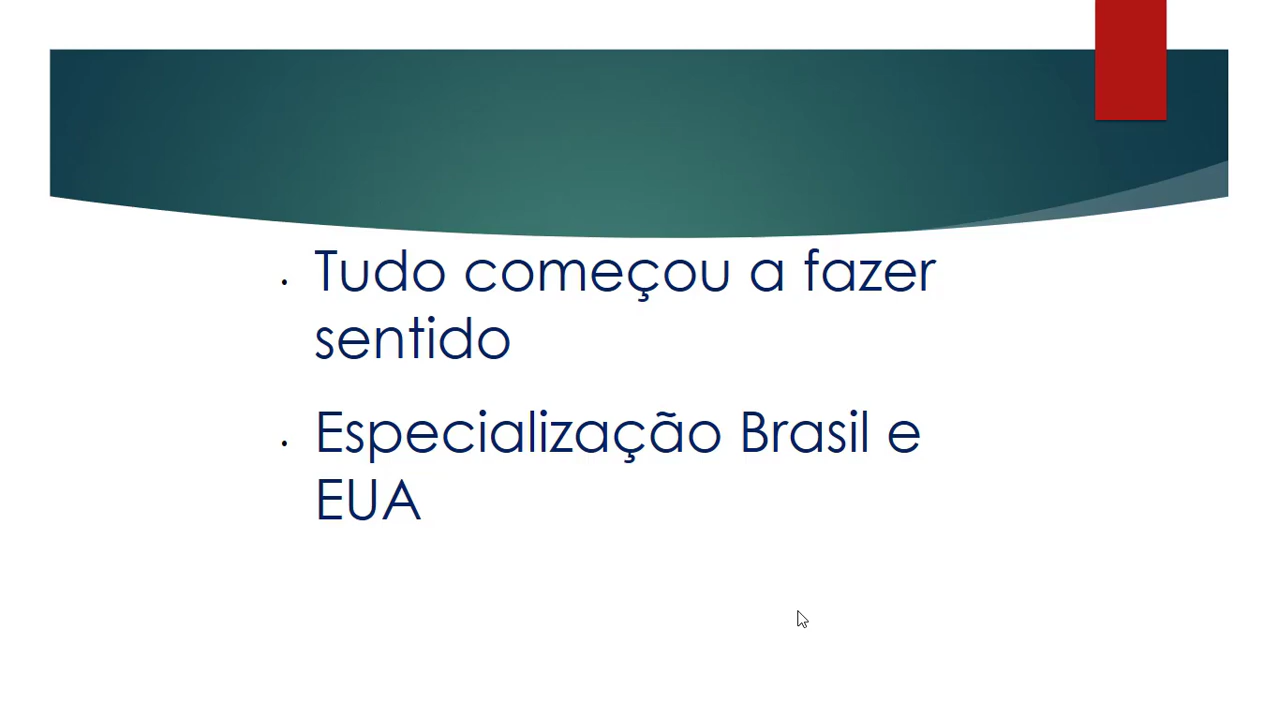 • Tudo começou a fazer
sentido
• Especialização Brasil e
EUA